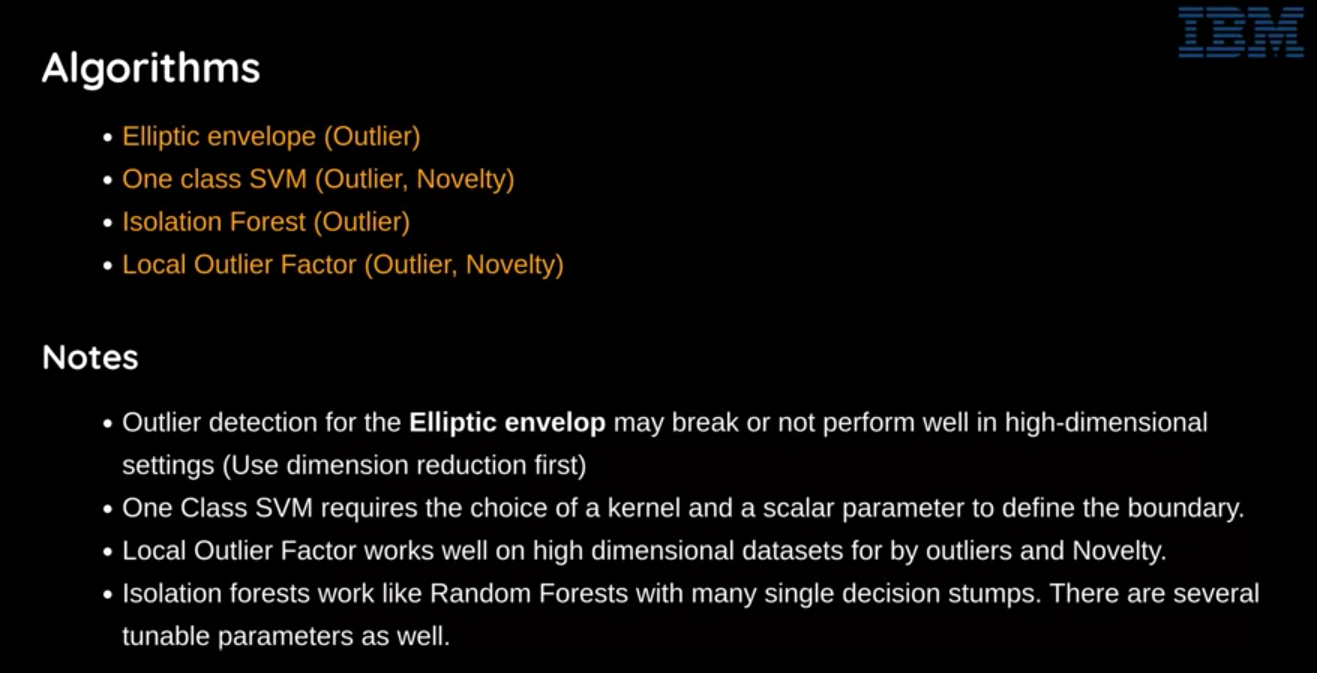 IBM
Algorithms
• Elliptic envelope (Outlier)
• One class SVM (Outlier, Novelty)
• Isolation Forest (Outlier)
• Local Outlier Factor (Outlier, Novelty)
Notes
• Outlier detection for the Elliptic envelop may break or not perform well in high-dimensional
settings (Use dimension reduction first)
• One Class SVM requires the choice of a kernel and a scalar parameter to define the boundary.
• Local Outlier Factor works well on high dimensional datasets for by outliers and Novelty.
• Isolation forests work like Random Forests with many single decision stumps. There are several
tunable parameters as well.